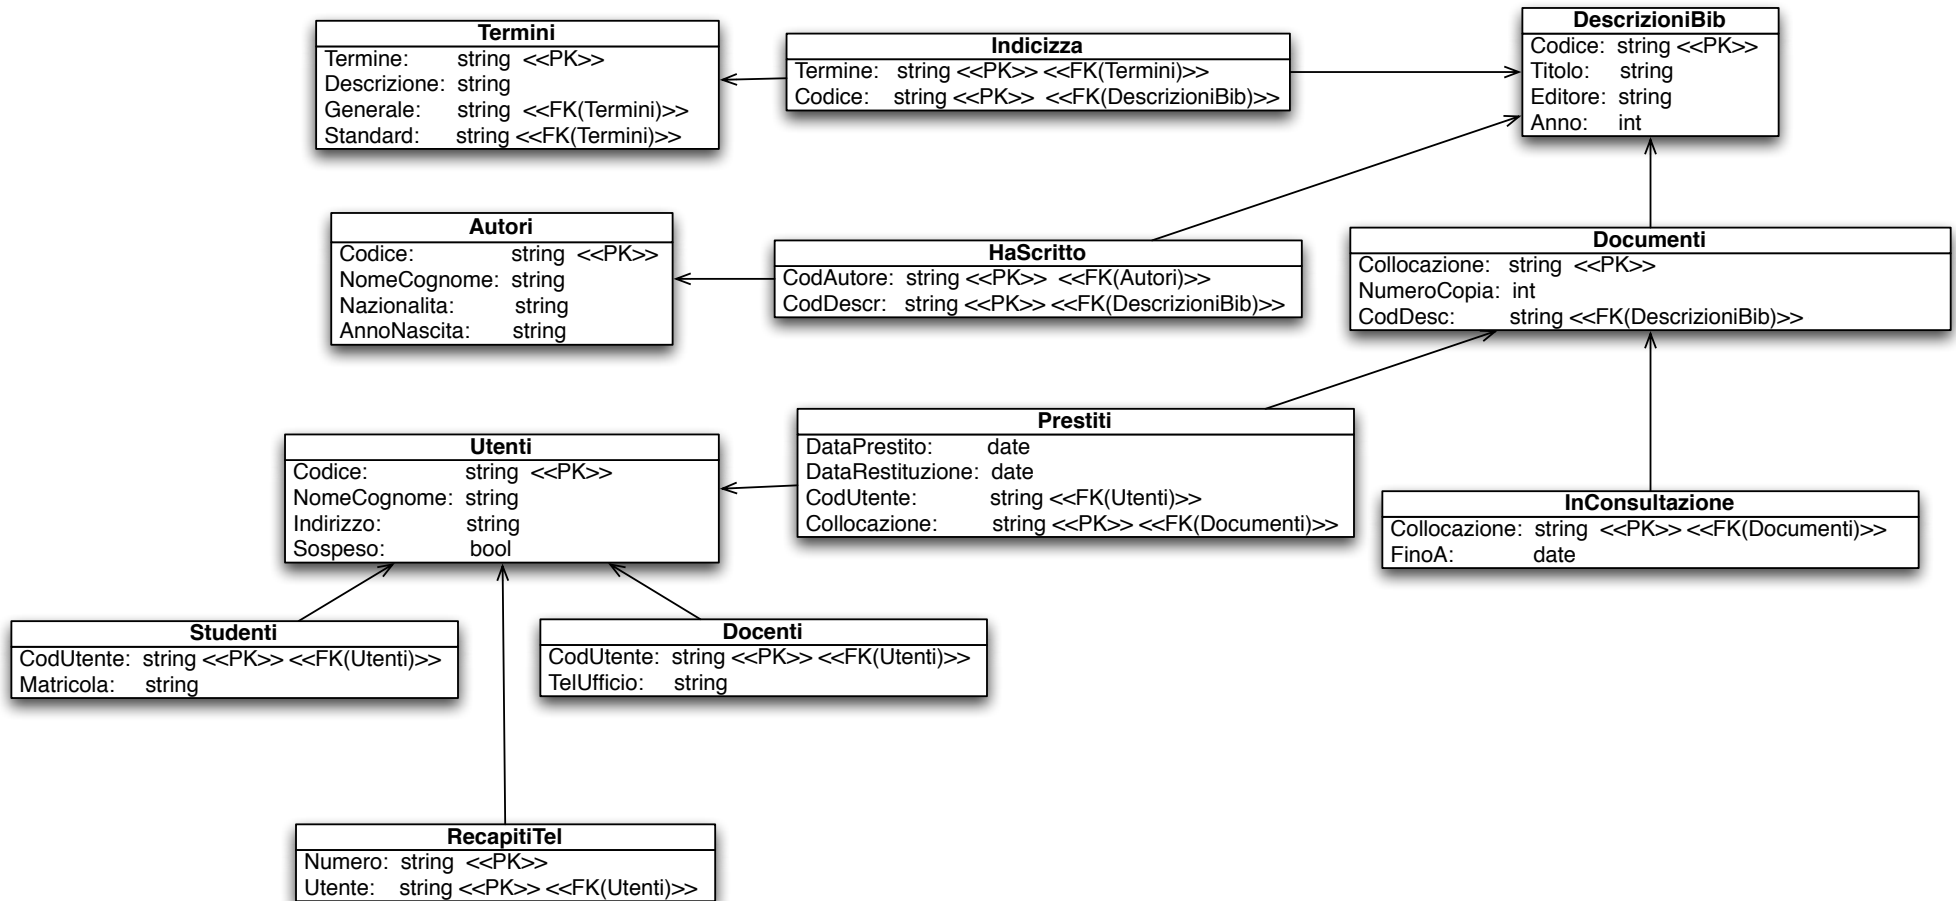 Termini
Termine: string <<PK>>
Descrizione: string
Generale: string <<FK(Termini)>>
Standard: string <<FK(Termini)>>
Indicizza
Termine: string <<PK>> <<FK(Termini)>>
Codice: string <<PK>> <<FK(DescrizioniBib)>>
DescrizioniBib
Codice: string <<PK>>
Titolo: string
Editore: string
Anno: int
Autori
Codice: string <<PK>>
NomeCognome: string
Nazionalita: string
AnnoNascita: string
HaScritto
CodAutore: string <<PK>> <<FK(Autori)>>
CodDescr: string <<PK>> <<FK(DescrizioniBib)>>
Documenti
Collocazione: string <<PK>>
NumeroCopia: int
CodDesc: string <<FK(DescrizioniBib)>>
Utenti
Codice: string <<PK>>
NomeCognome: string
Indirizzo: string
Sospeso: bool
Prestiti
DataPrestito: date
DataRestituzione: date
CodUtente: string <<FK(Utenti)>>
Collocazione: string <<PK>> <<FK(Documenti)>>
InConsultazione
Collocazione: string <<PK>> <<FK(Documenti)>>
FinoA: date
Studenti
CodUtente: string <<PK>> <<FK(Utenti)>>
Matricola: string
Docenti
CodUtente: string <<PK>> <<FK(Utenti)>>
TelUfficio: string
RecapitiTel
Numero: string <<PK>>
Utente: string <<PK>> <<FK(Utenti)>>